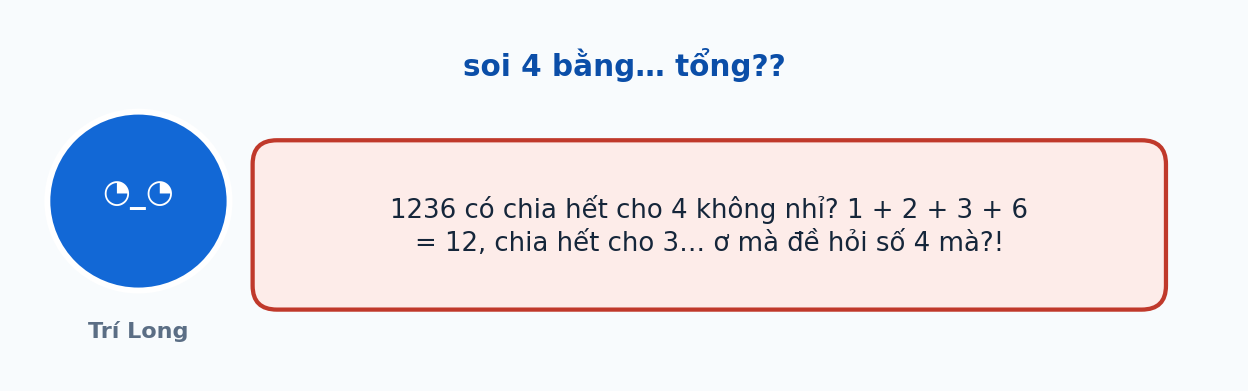 soi 4 bằng… tổng??
◔_◔
1236 có chia hết cho 4 không nhỉ? 1 + 2 + 3 + 6
= 12, chia hết cho 3… ơ mà đề hỏi số 4 mà?!
Trí Long